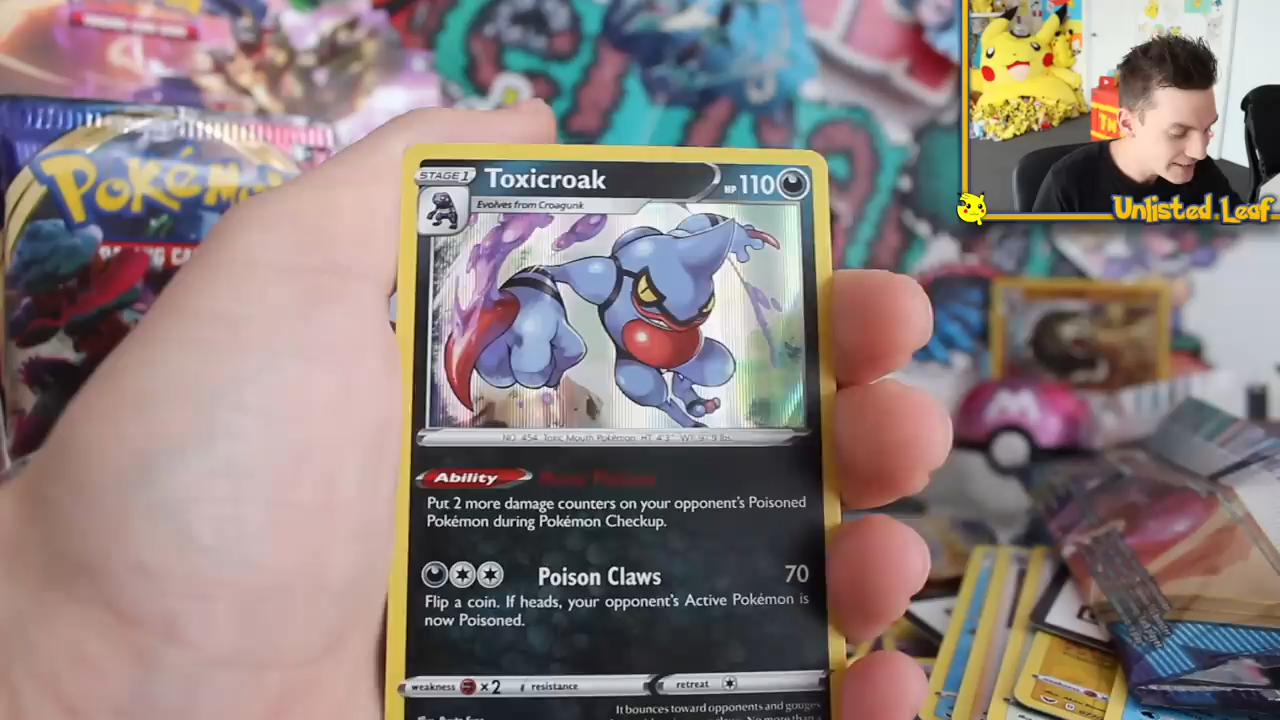 Pokémon
STAGE 1
Toxicroak
HP 110
Evolves from Croagunk
NO. 454 Toxic Mouth Pokémon HT: 4'3" WT: 97.9 lbs.
Ability
Put 2 more damage counters on your opponent's Poisoned
Pokémon during Pokémon Checkup.
Poison Claws 70
Flip a coin. If heads, your opponent's Active Pokémon is
now Poisoned.
weakness ×2 resistance retreat
It bounces toward opponents and gouges
Unlisted.Leaf